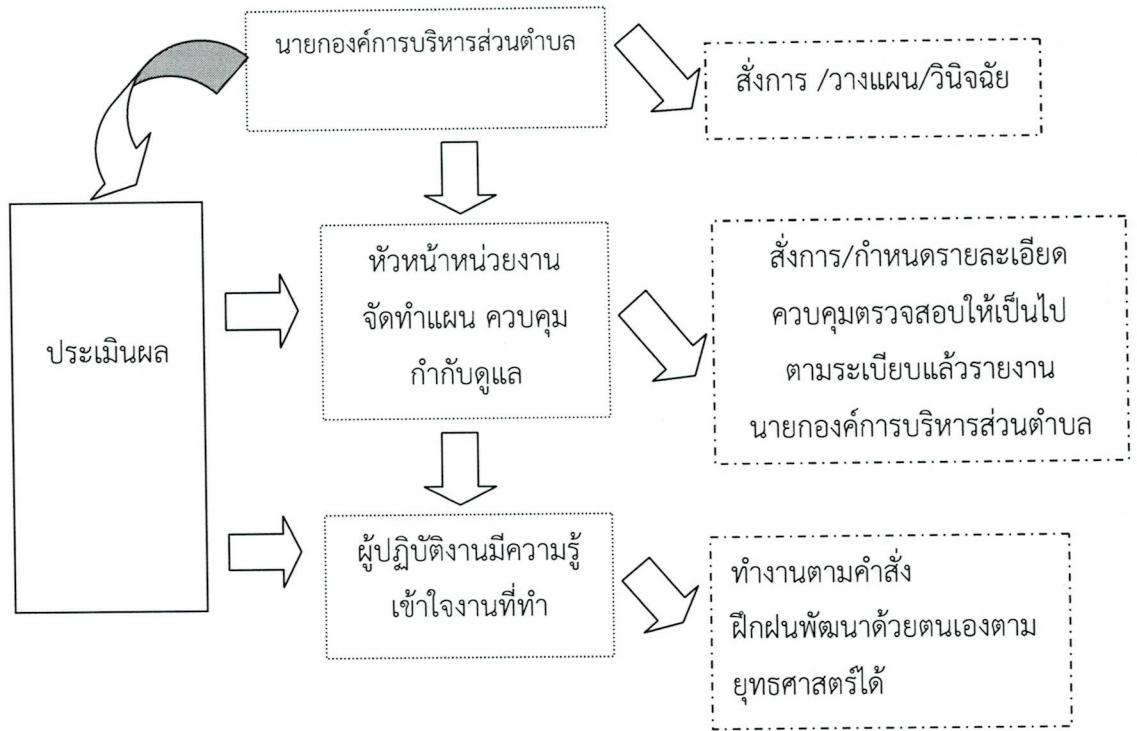 นายกองค์การบริหารส่วนตำบล
สั่งการ /วางแผน/วินิจฉัย
ประเมินผล
หัวหน้าหน่วยงาน
จัดทำแผน ควบคุม
กำกับดูแล
สั่งการ/กำหนดรายละเอียด
ควบคุมตรวจสอบให้เป็นไป
ตามระเบียบแล้วรายงาน
นายกองค์การบริหารส่วนตำบล
ผู้ปฏิบัติงานมีความรู้
เข้าใจงานที่ทำ
ทำงานตามคำสั่ง
ฝึกฝนพัฒนาด้วยตนเองตาม
ยุทธศาสตร์ได้